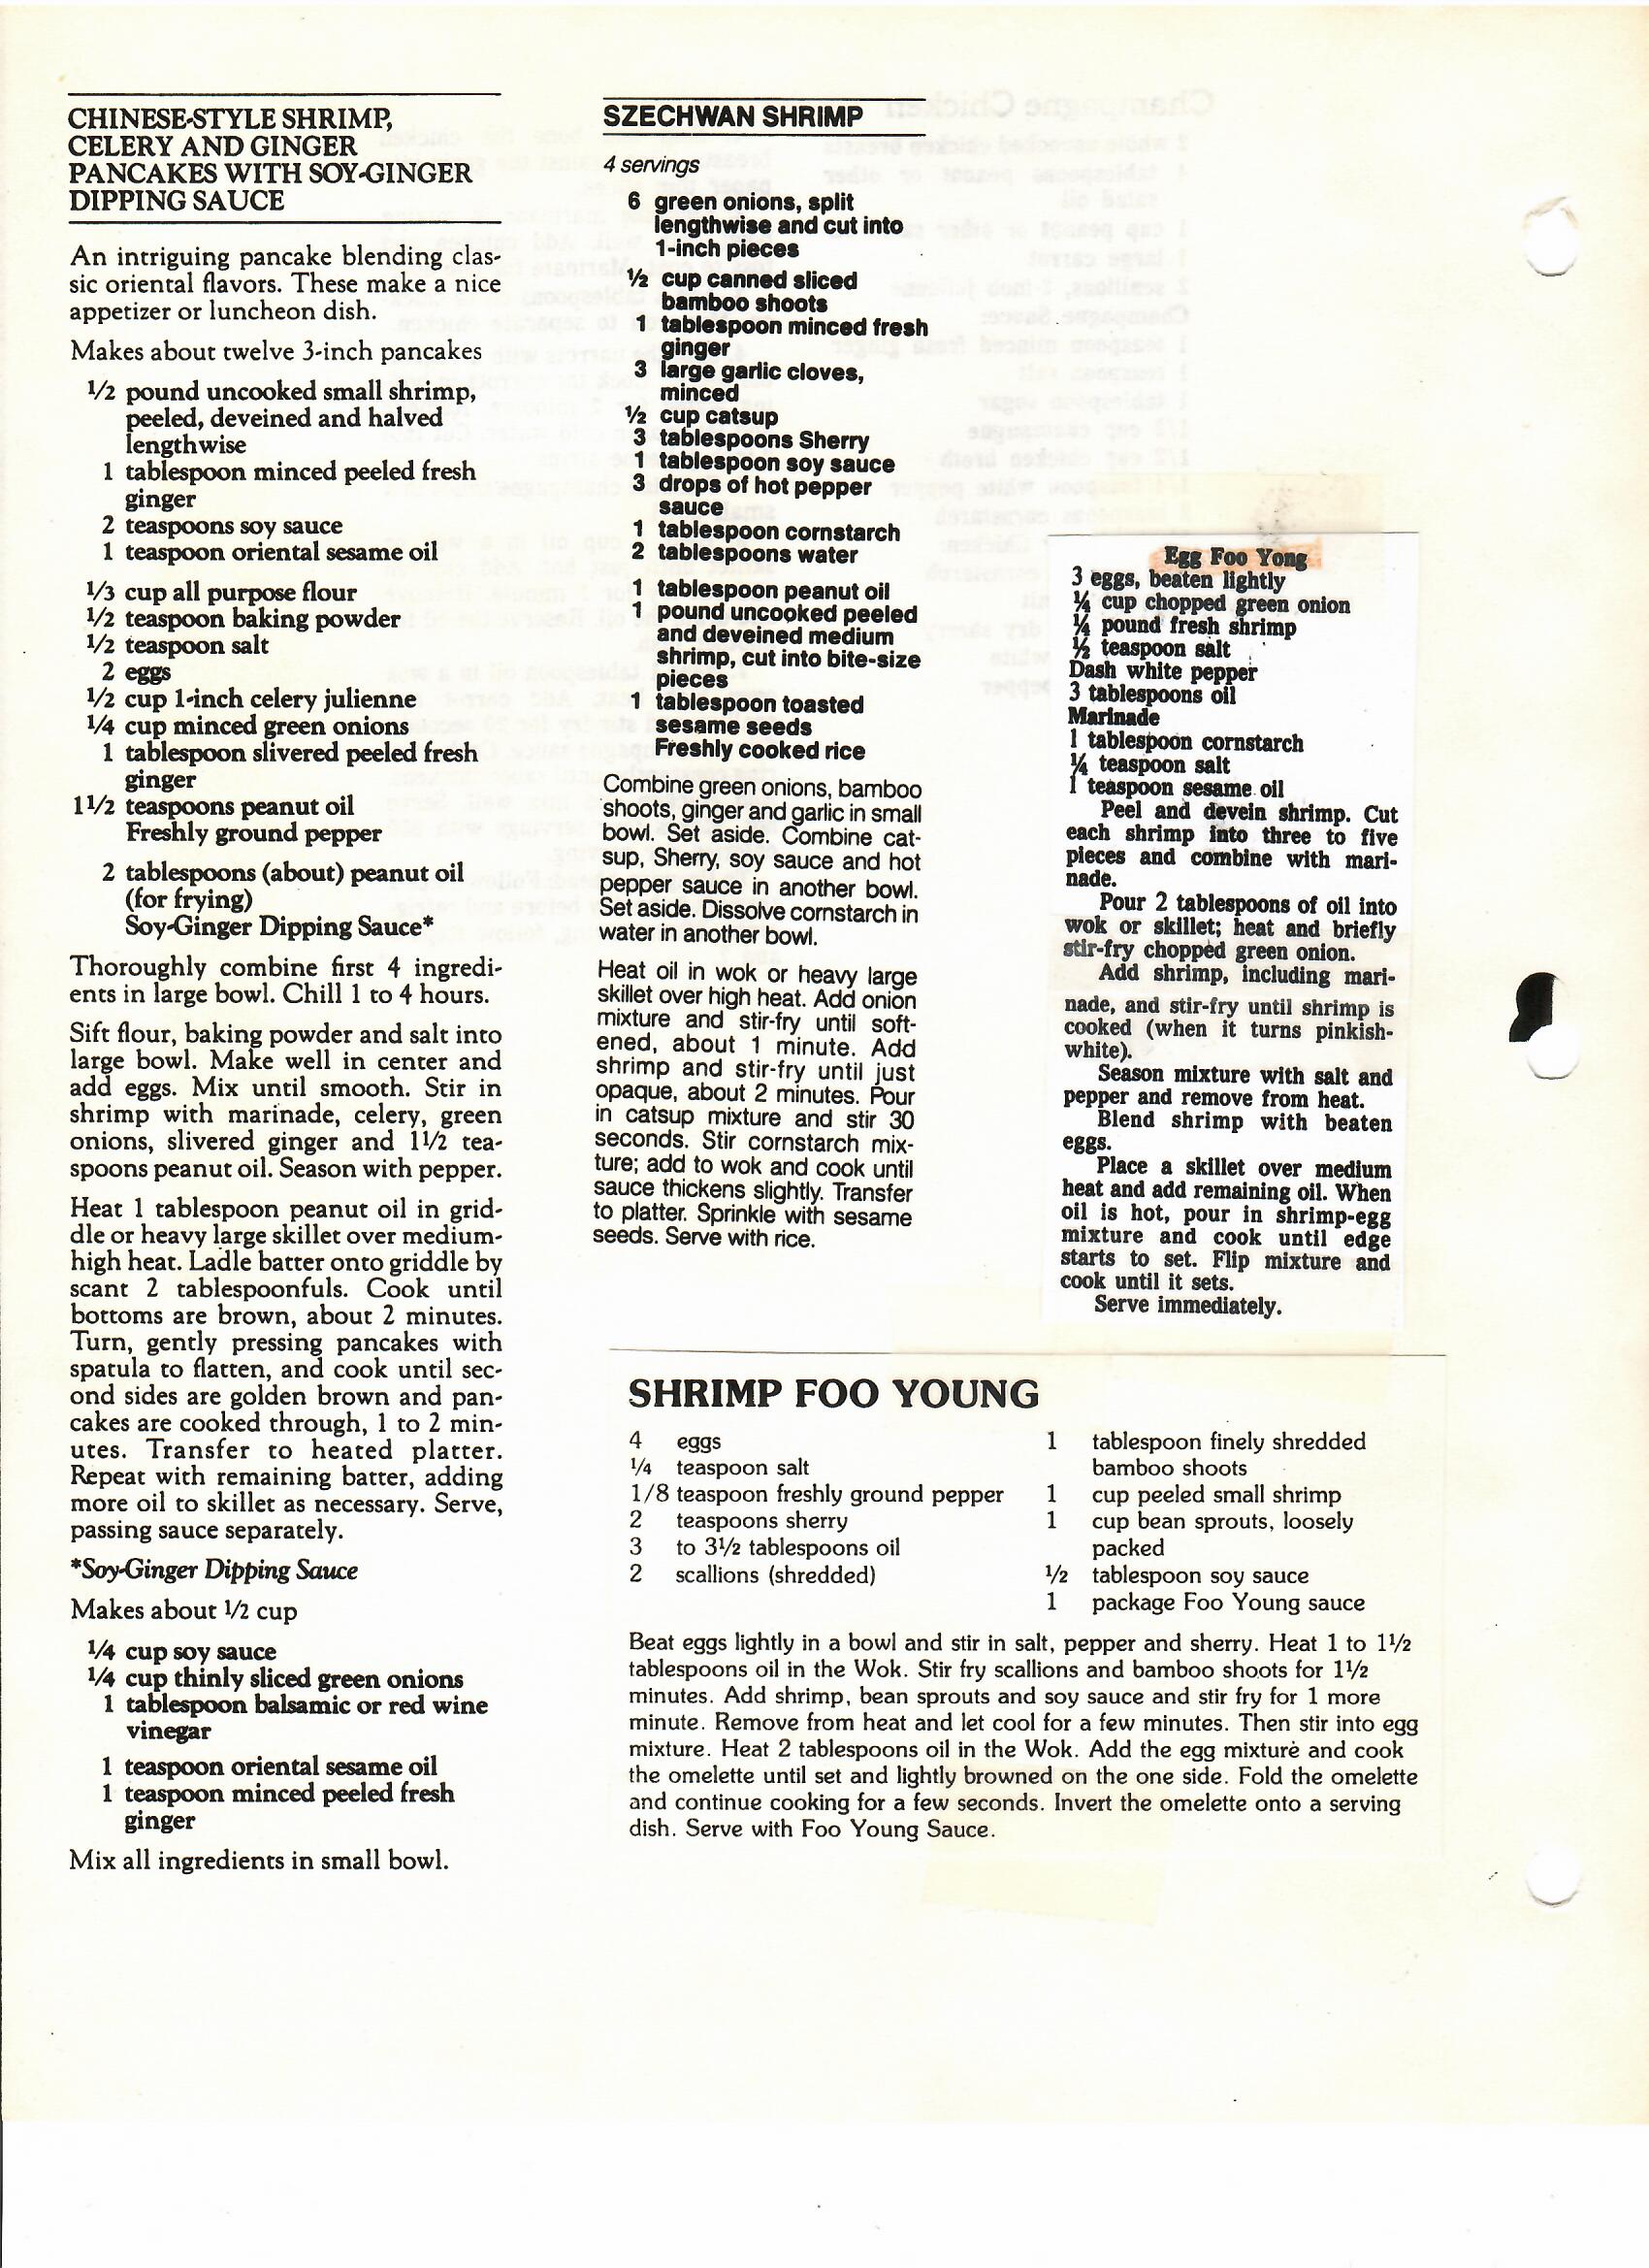 CHINESE-STYLE SHRIMP,
CELERY AND GINGER
PANCAKES WITH SOY-GINGER
DIPPING SAUCE
An intriguing pancake blending clas-
sic oriental flavors. These make a nice
appetizer or luncheon dish.
Makes about twelve 3-inch pancakes
½ pound uncooked small shrimp,
peeled, deveined and halved
lengthwise
1 tablespoon minced peeled fresh
ginger
2 teaspoons soy sauce
1 teaspoon oriental sesame oil
⅓ cup all purpose flour
½ teaspoon baking powder
½ teaspoon salt
2 eggs
½ cup 1-inch celery julienne
¼ cup minced green onions
1 tablespoon slivered peeled fresh
ginger
1½ teaspoons peanut oil
Freshly ground pepper
2 tablespoons (about) peanut oil
(for frying)
Soy-Ginger Dipping Sauce*
Thoroughly combine first 4 ingredi-
ents in large bowl. Chill 1 to 4 hours.
Sift flour, baking powder and salt into
large bowl. Make well in center and
add eggs. Mix until smooth. Stir in
shrimp with marinade, celery, green
onions, slivered ginger and 1½ tea-
spoons peanut oil. Season with pepper.
Heat 1 tablespoon peanut oil in grid-
dle or heavy large skillet over medium-
high heat. Ladle batter onto griddle by
scant 2 tablespoonfuls. Cook until
bottoms are brown, about 2 minutes.
Turn, gently pressing pancakes with
spatula to flatten, and cook until sec-
ond sides are golden brown and pan-
cakes are cooked through, 1 to 2 min-
utes. Transfer to heated platter.
Repeat with remaining batter, adding
more oil to skillet as necessary. Serve,
passing sauce separately.
*Soy-Ginger Dipping Sauce
Makes about ½ cup
¼ cup soy sauce
¼ cup thinly sliced green onions
1 tablespoon balsamic or red wine
vinegar
1 teaspoon oriental sesame oil
1 teaspoon minced peeled fresh
ginger
Mix all ingredients in small bowl.
SZECHWAN SHRIMP
4 servings
6 green onions, split
lengthwise and cut into
1-inch pieces
½ cup canned sliced
bamboo shoots
1 tablespoon minced fresh
ginger
3 large garlic cloves,
minced
½ cup catsup
3 tablespoons Sherry
1 tablespoon soy sauce
3 drops of hot pepper
sauce
1 tablespoon cornstarch
2 tablespoons water
1 tablespoon peanut oil
1 pound uncooked peeled
and deveined medium
shrimp, cut into bite-size
pieces
1 tablespoon toasted
sesame seeds
Freshly cooked rice
Combine green onions, bamboo
shoots, ginger and garlic in small
bowl. Set aside. Combine cat-
sup, Sherry, soy sauce and hot
pepper sauce in another bowl.
Set aside. Dissolve cornstarch in
water in another bowl.
Heat oil in wok or heavy large
skillet over high heat. Add onion
mixture and stir-fry until soft-
ened, about 1 minute. Add
shrimp and stir-fry until just
opaque, about 2 minutes. Pour
in catsup mixture and stir 30
seconds. Stir cornstarch mix-
ture; add to wok and cook until
sauce thickens slightly. Transfer
to platter. Sprinkle with sesame
seeds. Serve with rice.
Egg Foo Yong
3 eggs, beaten lightly
¼ cup chopped green onion
¼ pound fresh shrimp
½ teaspoon salt
Dash white pepper
3 tablespoons oil
Marinade
1 tablespoon cornstarch
¼ teaspoon salt
1 teaspoon sesame oil
Peel and devein shrimp. Cut
each shrimp into three to five
pieces and combine with mari-
nade.
Pour 2 tablespoons of oil into
wok or skillet; heat and briefly
stir-fry chopped green onion.
Add shrimp, including mari-
nade, and stir-fry until shrimp is
cooked (when it turns pinkish-
white).
Season mixture with salt and
pepper and remove from heat.
Blend shrimp with beaten
eggs.
Place a skillet over medium
heat and add remaining oil. When
oil is hot, pour in shrimp-egg
mixture and cook until edge
starts to set. Flip mixture and
cook until it sets.
Serve immediately.
SHRIMP FOO YOUNG
4 eggs
¼ teaspoon salt
1/8 teaspoon freshly ground pepper
2 teaspoons sherry
3 to 3½ tablespoons oil
2 scallions (shredded)
1 tablespoon finely shredded
bamboo shoots
1 cup peeled small shrimp
1 cup bean sprouts, loosely
packed
½ tablespoon soy sauce
1 package Foo Young sauce
Beat eggs lightly in a bowl and stir in salt, pepper and sherry. Heat 1 to 1½
tablespoons oil in the Wok. Stir fry scallions and bamboo shoots for 1½
minutes. Add shrimp, bean sprouts and soy sauce and stir fry for 1 more
minute. Remove from heat and let cool for a few minutes. Then stir into egg
mixture. Heat 2 tablespoons oil in the Wok. Add the egg mixture and cook
the omelette until set and lightly browned on the one side. Fold the omelette
and continue cooking for a few seconds. Invert the omelette onto a serving
dish. Serve with Foo Young Sauce.